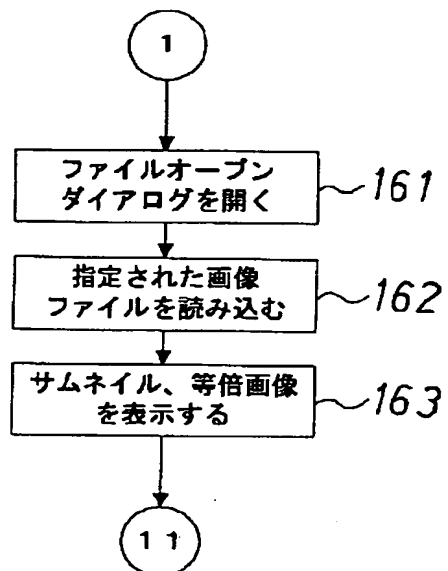 1
ファイルオープン
ダイアログを開く
161
指定された画像
ファイルを読み込む
162
サムネイル、等倍画像
を表示する
163
11